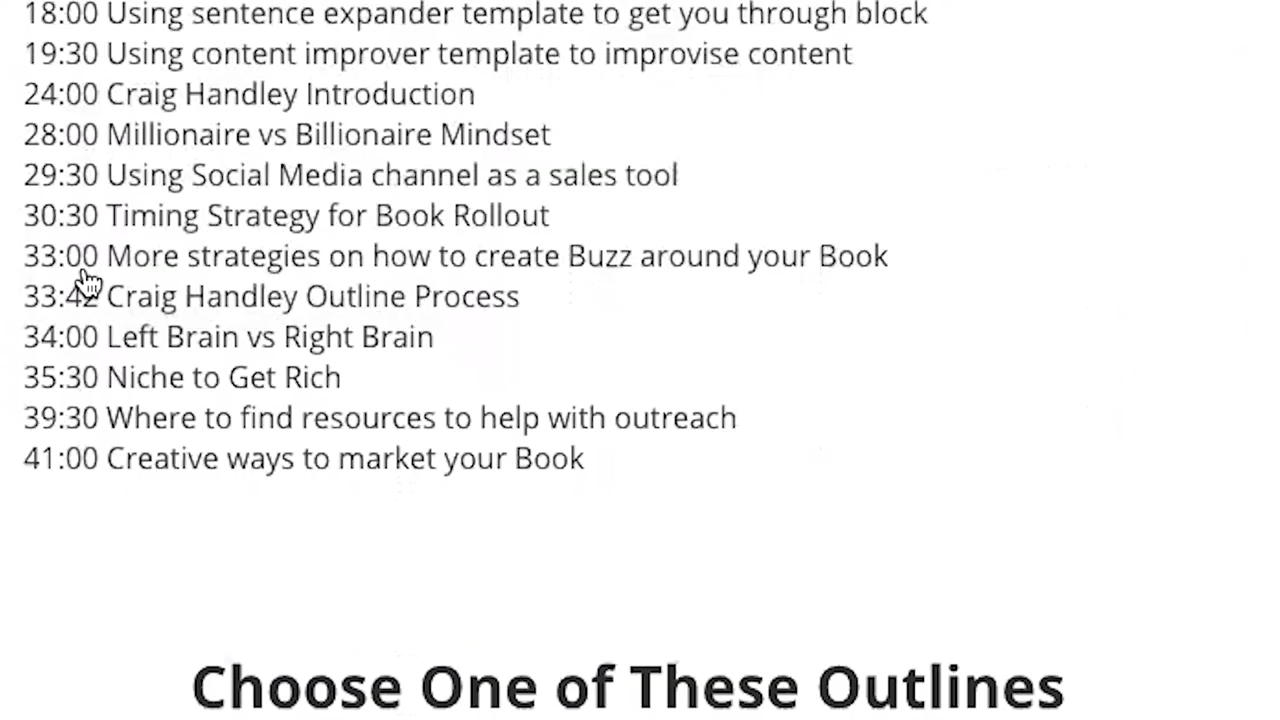 18:00 Using sentence expander template to get you through block
19:30 Using content improver template to improvise content
24:00 Craig Handley Introduction
28:00 Millionaire vs Billionaire Mindset
29:30 Using Social Media channel as a sales tool
30:30 Timing Strategy for Book Rollout
33:00 More strategies on how to create Buzz around your Book
33:42 Craig Handley Outline Process
34:00 Left Brain vs Right Brain
35:30 Niche to Get Rich
39:30 Where to find resources to help with outreach
41:00 Creative ways to market your Book
Choose One of These Outlines